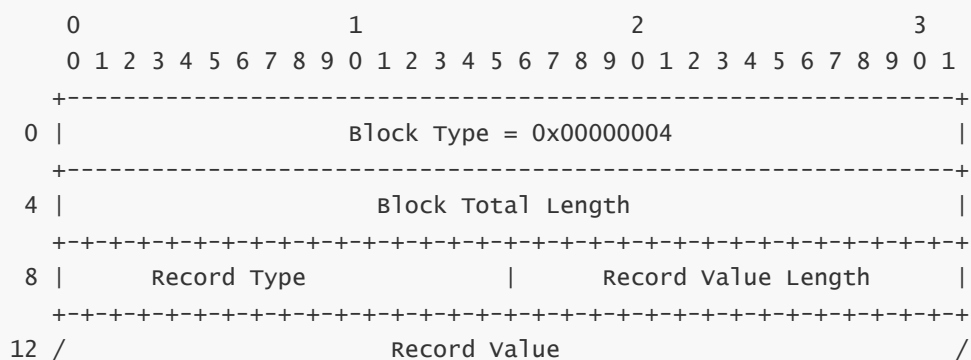 0                   1                   2                   3
    0 1 2 3 4 5 6 7 8 9 0 1 2 3 4 5 6 7 8 9 0 1 2 3 4 5 6 7 8 9 0 1
   +---------------------------------------------------------------+
 0 |                    Block Type = 0x00000004                    |
   +---------------------------------------------------------------+
 4 |                      Block Total Length                       |
   +-+-+-+-+-+-+-+-+-+-+-+-+-+-+-+-+-+-+-+-+-+-+-+-+-+-+-+-+-+-+-+-+
 8 |      Record Type              |      Record Value Length      |
   +-+-+-+-+-+-+-+-+-+-+-+-+-+-+-+-+-+-+-+-+-+-+-+-+-+-+-+-+-+-+-+-+
12 /                       Record Value                            /